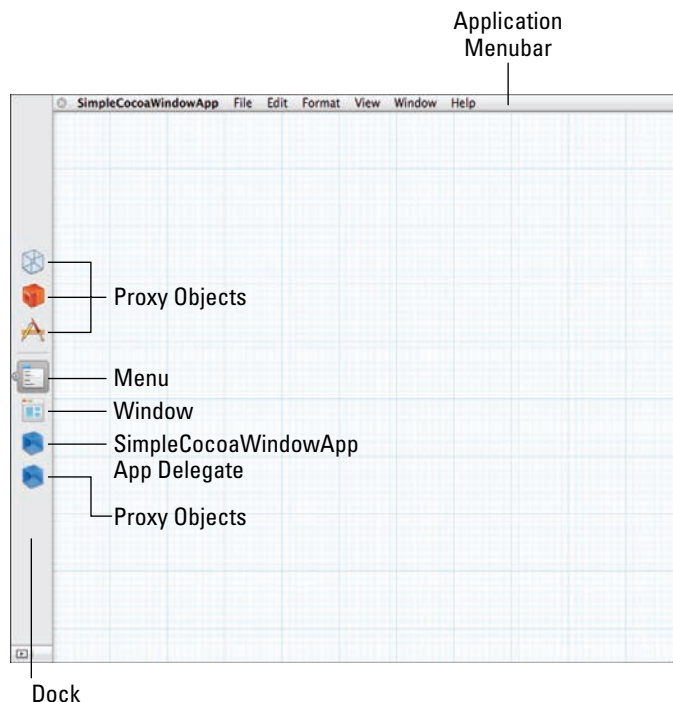 Application
Menubar
SimpleCocoaWindowApp File Edit Format View Window Help
Proxy Objects
Menu
Window
SimpleCocoaWindowApp
App Delegate
Proxy Objects
Dock